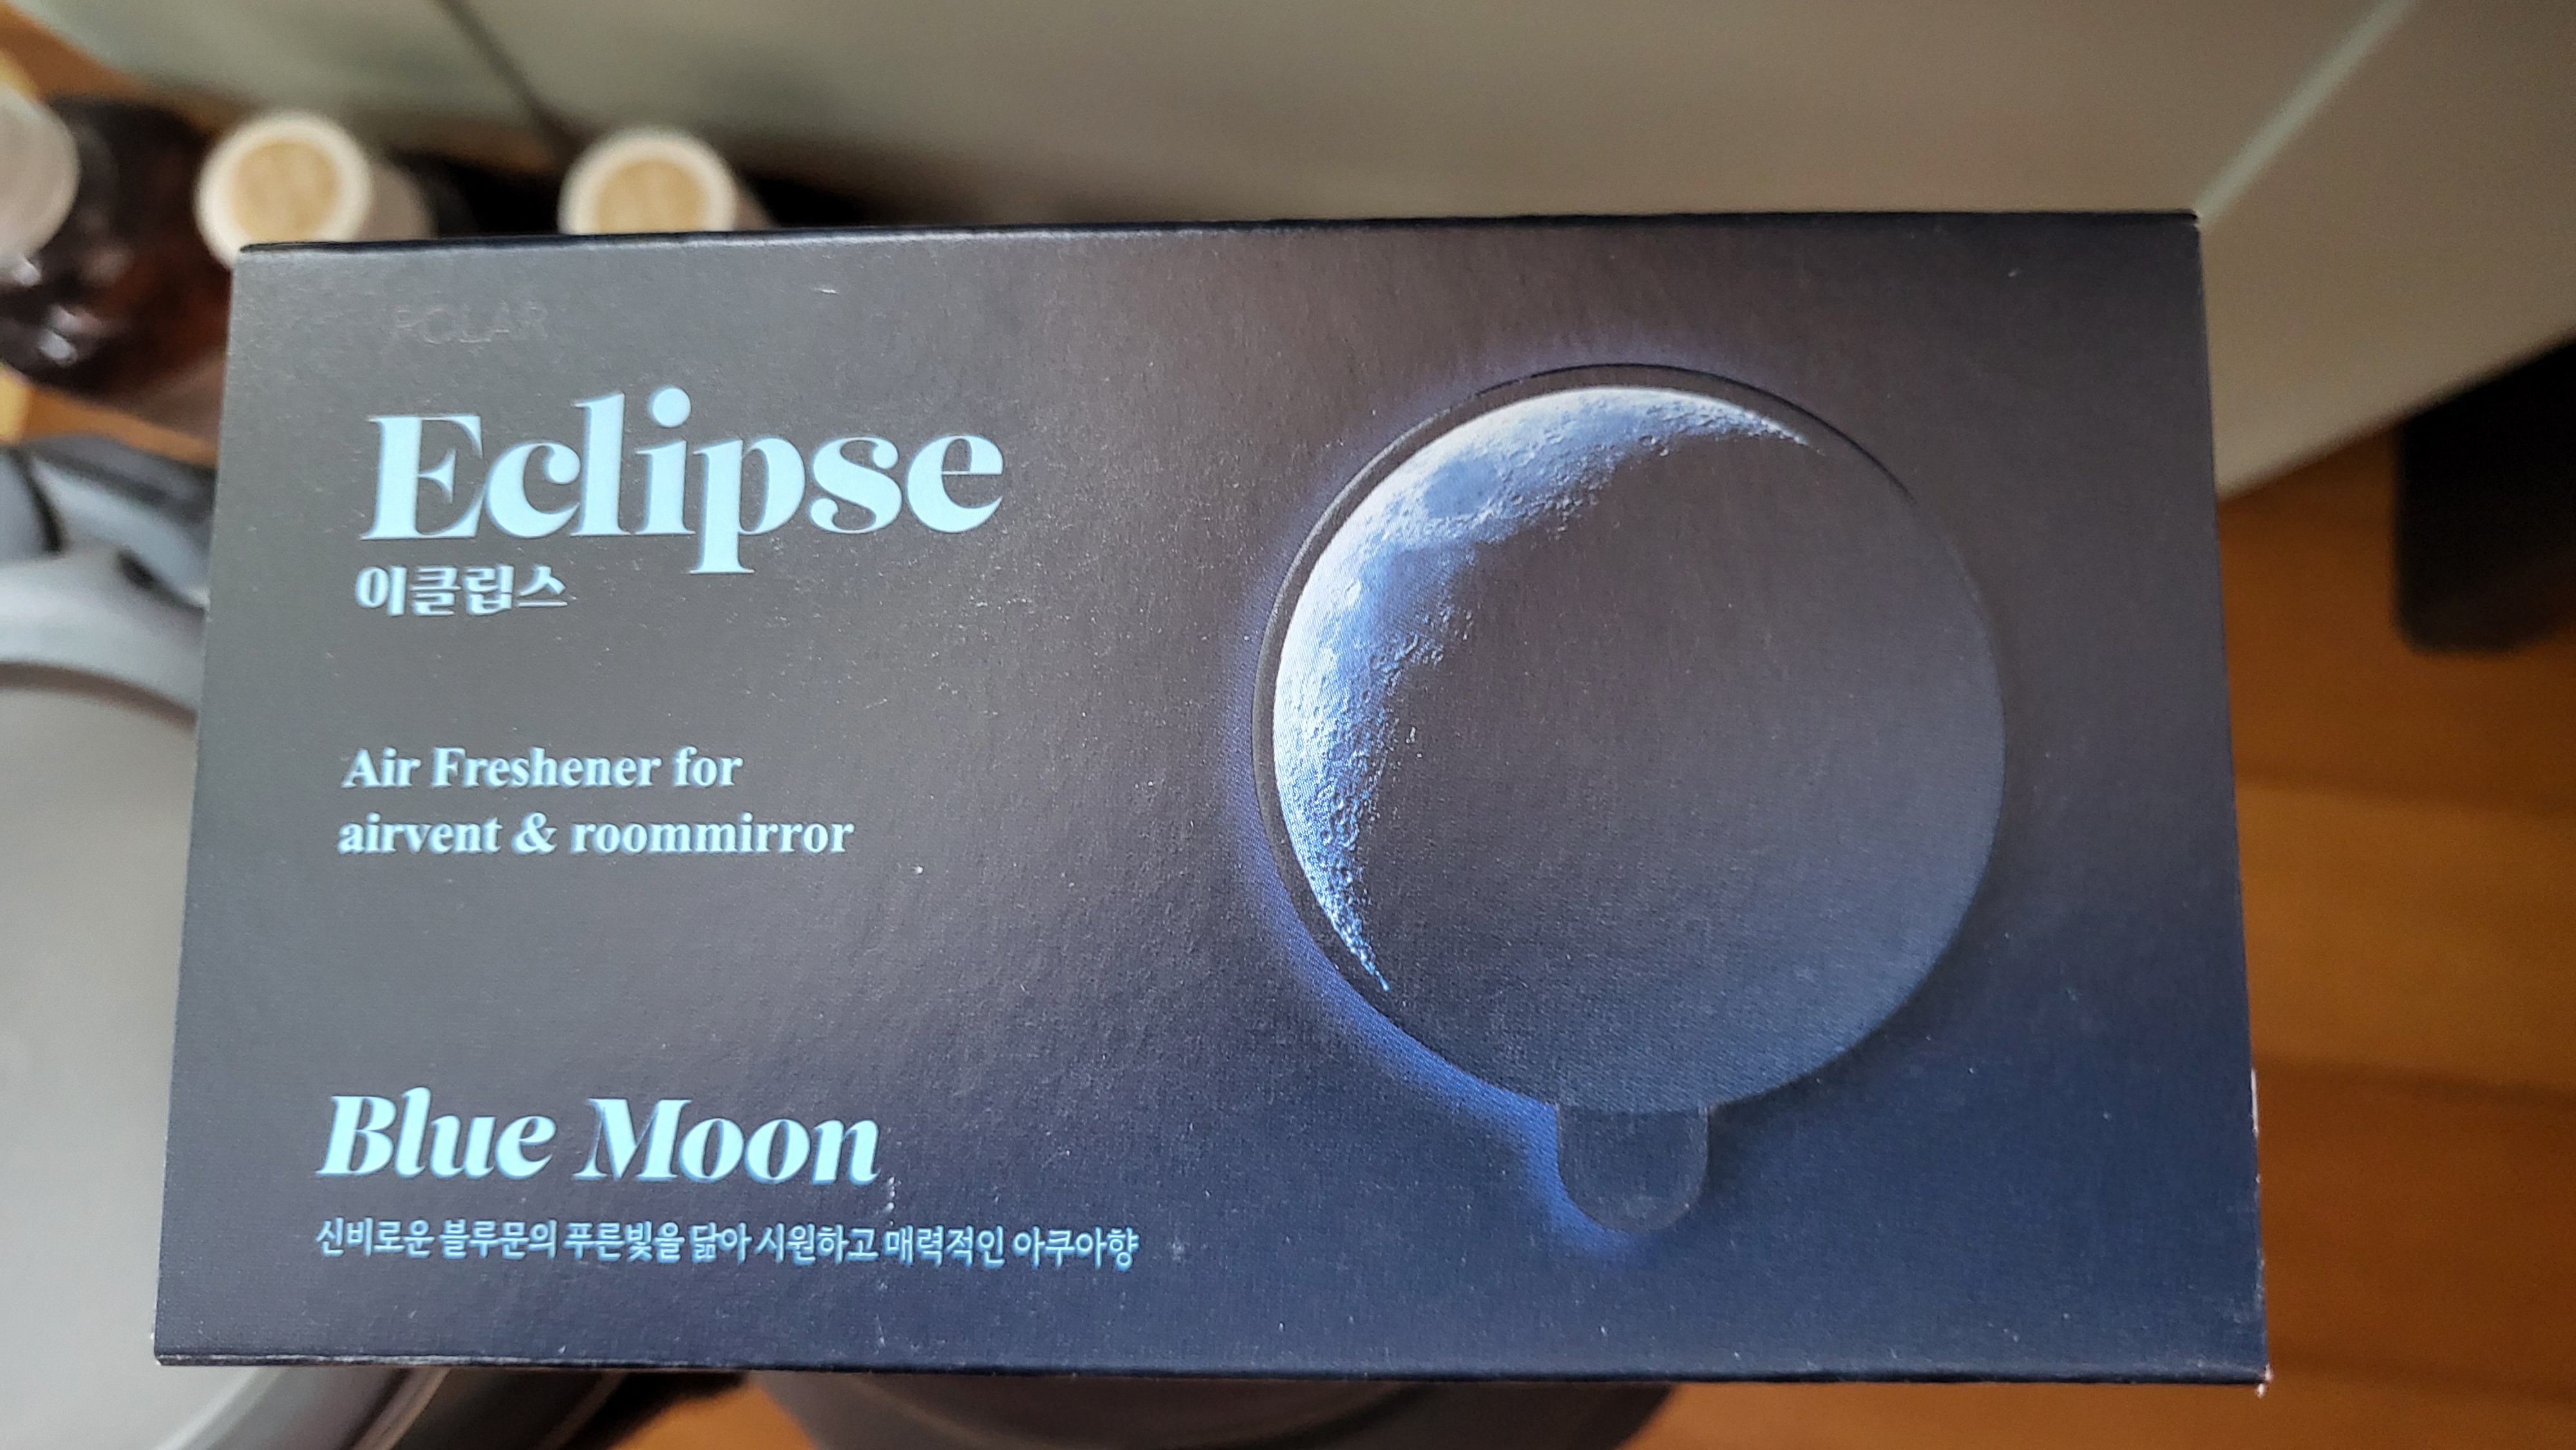 POLAR
Eclipse
이클립스
Air Freshener for
airvent & roommirror
Blue Moon
신비로운 블루문의 푸른빛을 닮아 시원하고 매력적인 아쿠아향